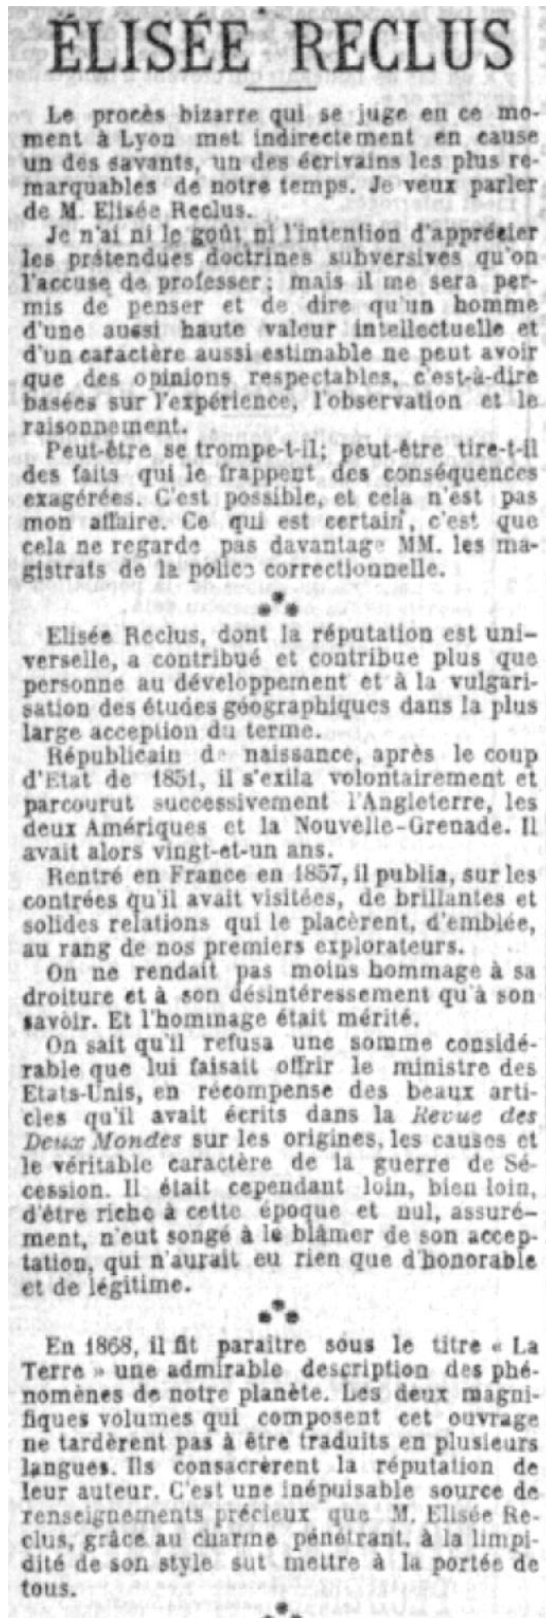 ÉLISÉE RECLUS
Le procès bizarre qui se juge en ce mo-
ment à Lyon met indirectement en cause
un des savants, un des écrivains les plus re-
marquables de notre temps. Je veux parler
de M. Elisée Reclus.
Je n'ai ni le goût ni l'intention d'apprécier
les prétendues doctrines subversives qu'on
l'accuse de professer; mais il me sera per-
mis de penser et de dire qu'un homme
d'une aussi haute valeur intellectuelle et
d'un caractère aussi estimable ne peut avoir
que des opinions respectables, c'est-à-dire
basées sur l'expérience, l'observation et le
raisonnement.
Peut-être se trompe-t-il; peut-être tire-t-il
des faits qui le frappent des conséquences
exagérées. C'est possible, et cela n'est pas
mon affaire. Ce qui est certain, c'est que
cela ne regarde pas davantage MM. les ma-
gistrats de la police correctionnelle.
Elisée Reclus, dont la réputation est uni-
verselle, a contribué et contribue plus que
personne au développement et à la vulgari-
sation des études géographiques dans la plus
large acception du terme.
Républicain de naissance, après le coup
d'Etat de 1851, il s'exila volontairement et
parcourut successivement l'Angleterre, les
deux Amériques et la Nouvelle-Grenade. Il
avait alors vingt-et-un ans.
Rentré en France en 1857, il publia, sur les
contrées qu'il avait visitées, de brillantes et
solides relations qui le placèrent, d'emblée,
au rang de nos premiers explorateurs.
On ne rendait pas moins hommage à sa
droiture et à son désintéressement qu'à son
savoir. Et l'hommage était mérité.
On sait qu'il refusa une somme considé-
rable que lui faisait offrir le ministre des
Etats-Unis, en récompense des beaux arti-
cles qu'il avait écrits dans la Revue des
Deux Mondes sur les origines, les causes et
le véritable caractère de la guerre de Sé-
cession. Il était cependant loin, bien loin,
d'être riche à cette époque et nul, assuré-
ment, n'eut songé à le blâmer de son accep-
tation, qui n'aurait eu rien que d'honorable
et de légitime.
En 1868, il fit paraitre sous le titre « La
Terre » une admirable description des phé-
nomènes de notre planète. Les deux magni-
fiques volumes qui composent cet ouvrage
ne tardèrent pas à être traduits en plusieurs
langues. Ils consacrèrent la réputation de
leur auteur. C'est une inépuisable source de
renseignements précieux que M. Elisée Re-
clus, grâce au charme pénétrant, à la limpi-
dité de son style sut mettre à la portée de
tous.